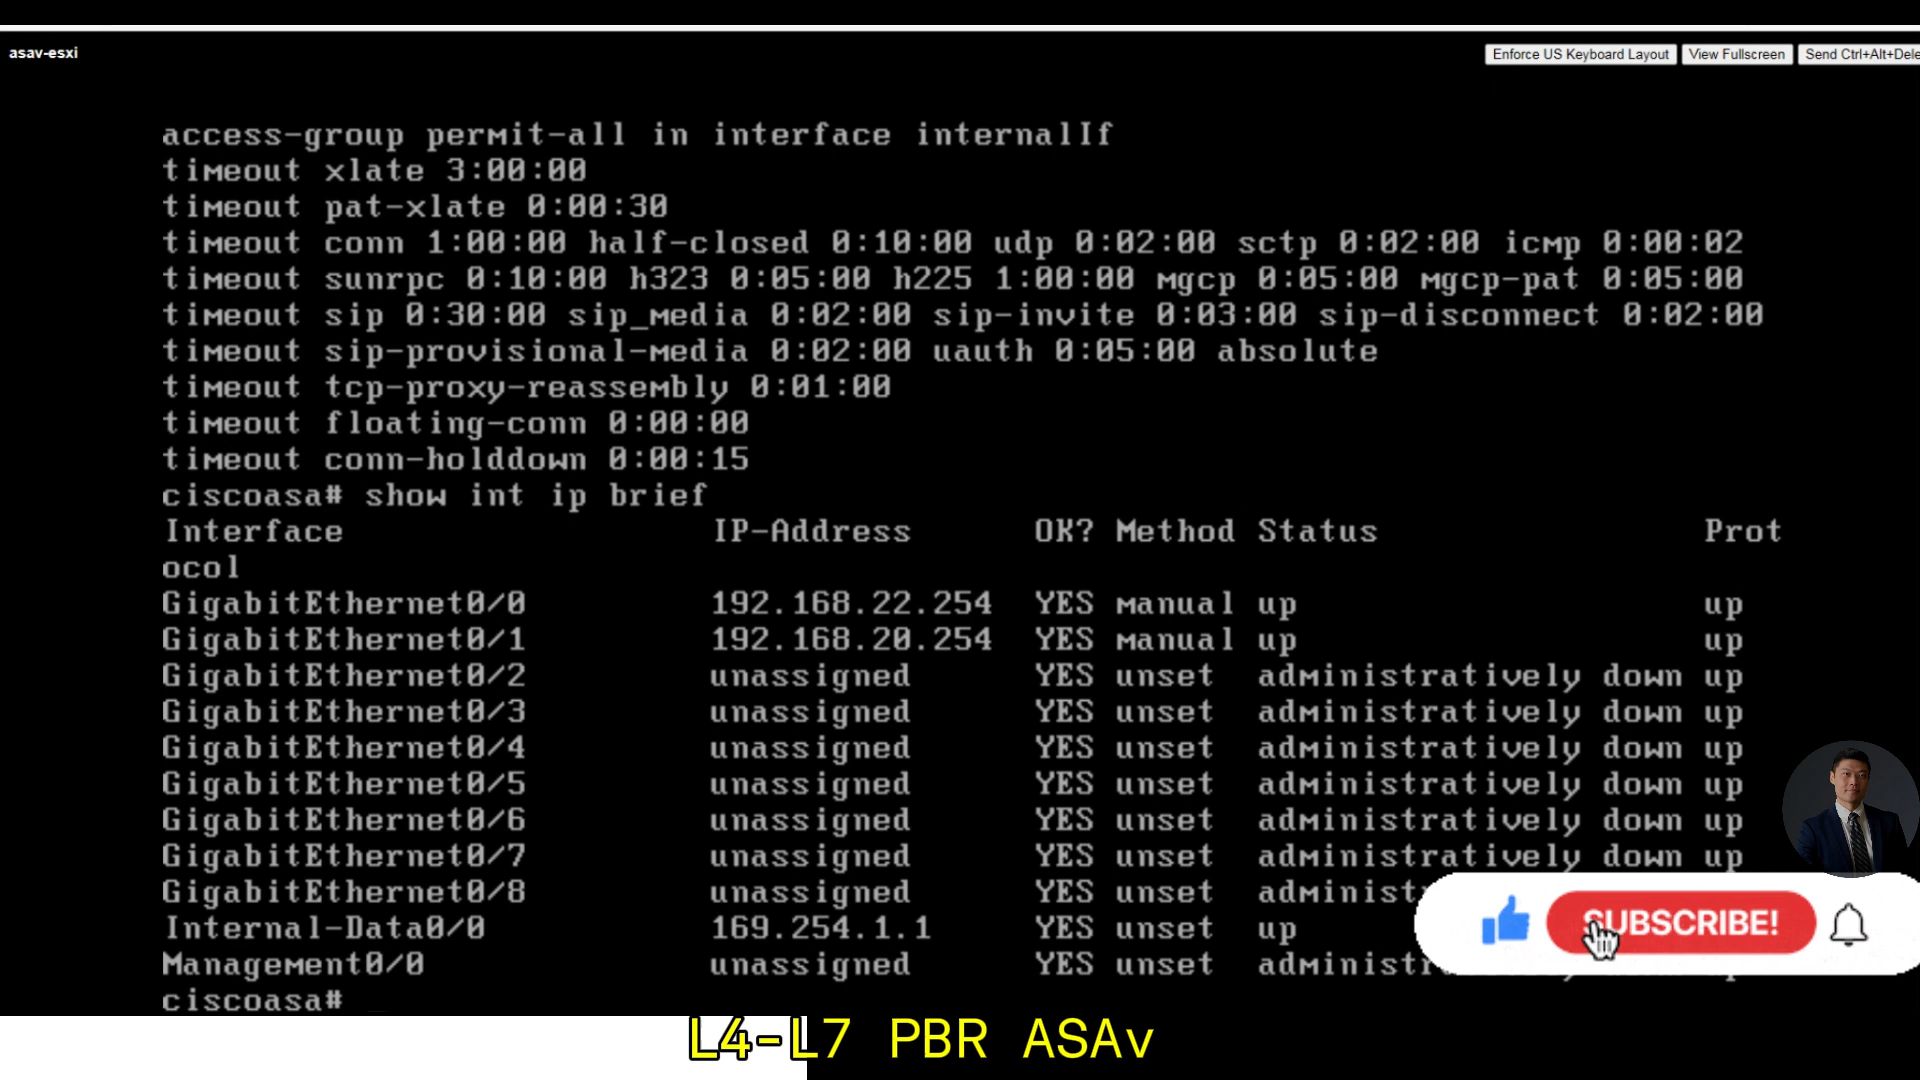 asav-esxi
Enforce US Keyboard Layout View Fullscreen Send Ctrl+Alt+Dele
access-group permit-all in interface internalIf
timeout xlate 3:00:00
timeout pat-xlate 0:00:30
timeout conn 1:00:00 half-closed 0:10:00 udp 0:02:00 sctp 0:02:00 icmp 0:00:02
timeout sunrpc 0:10:00 h323 0:05:00 h225 1:00:00 mgcp 0:05:00 mgcp-pat 0:05:00
timeout sip 0:30:00 sip_media 0:02:00 sip-invite 0:03:00 sip-disconnect 0:02:00
timeout sip-provisional-media 0:02:00 uauth 0:05:00 absolute
timeout tcp-proxy-reassembly 0:01:00
timeout floating-conn 0:00:00
timeout conn-holddown 0:00:15
ciscoasa# show int ip brief
Interface IP-Address OK? Method Status Prot
ocol
GigabitEthernet0/0 192.168.22.254 YES manual up up
GigabitEthernet0/1 192.168.20.254 YES manual up up
GigabitEthernet0/2 unassigned YES unset administratively down up
GigabitEthernet0/3 unassigned YES unset administratively down up
GigabitEthernet0/4 unassigned YES unset administratively down up
GigabitEthernet0/5 unassigned YES unset administratively down up
GigabitEthernet0/6 unassigned YES unset administratively down up
GigabitEthernet0/7 unassigned YES unset administratively down up
GigabitEthernet0/8 unassigned YES unset administ
Internal-Data0/0 169.254.1.1 YES unset up
Management0/0 unassigned YES unset administr
ciscoasa#
SUBSCRIBE!
L4-L7 PBR ASAv